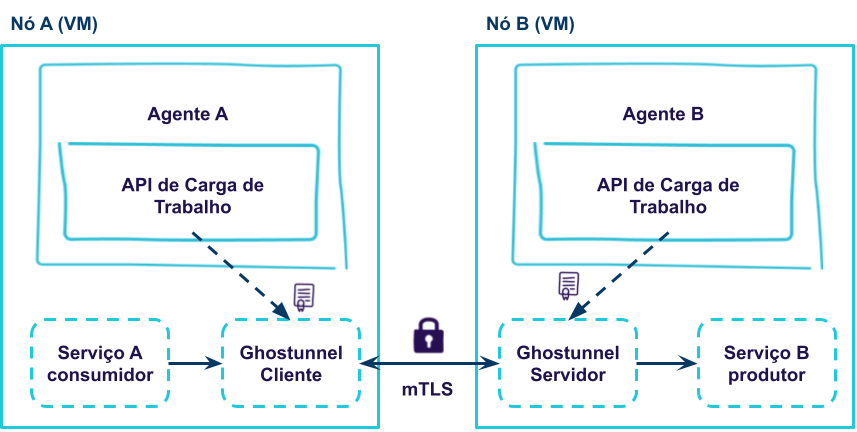 Nó A (VM)
Nó B (VM)
Agente A
API de Carga de
Trabalho
Agente B
API de Carga de
Trabalho
Serviço A
consumidor
Ghostunnel
Cliente
mTLS
Ghostunnel
Servidor
Serviço B
produtor